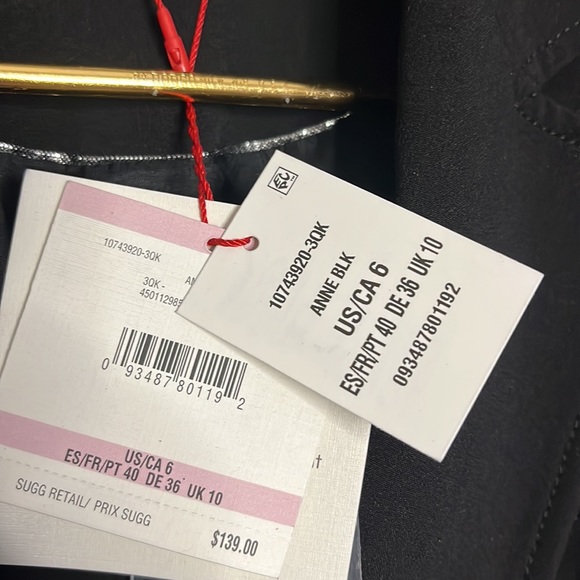 10743920-3QK
3QK -
450112985
0 93487 80119 2
US/CA 6
ES/FR/PT 40 DE 36 UK 10
SUGG RETAIL/ PRIX SUGG
$139.00
10743920-3QK
ANNE BLK
US/CA 6
ES/FR/PT 40 DE 36 UK 10
093487801192